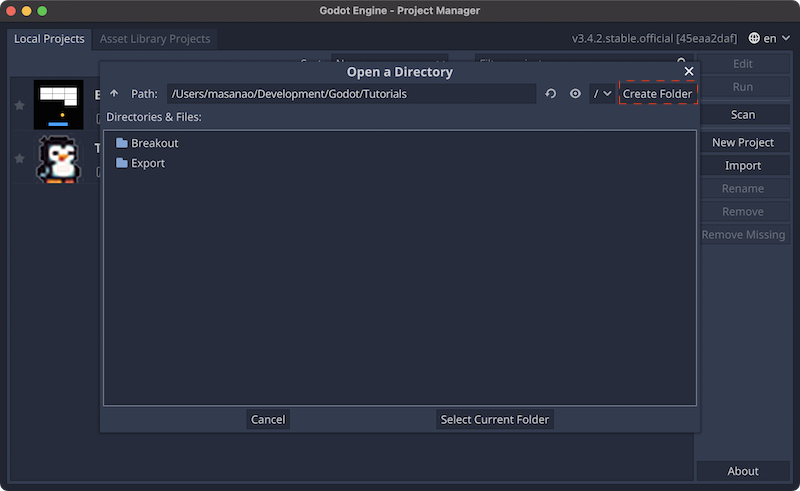 Godot Engine - Project Manager
Local Projects
Asset Library Projects
v3.4.2.stable.official [45eaa2daf]
en
Open a Directory
Path:
/Users/masanao/Development/Godot/Tutorials
/
Create Folder
Directories & Files:
Breakout
Export
Cancel
Select Current Folder
Edit
Run
Scan
New Project
Import
Rename
Remove
Remove Missing
About